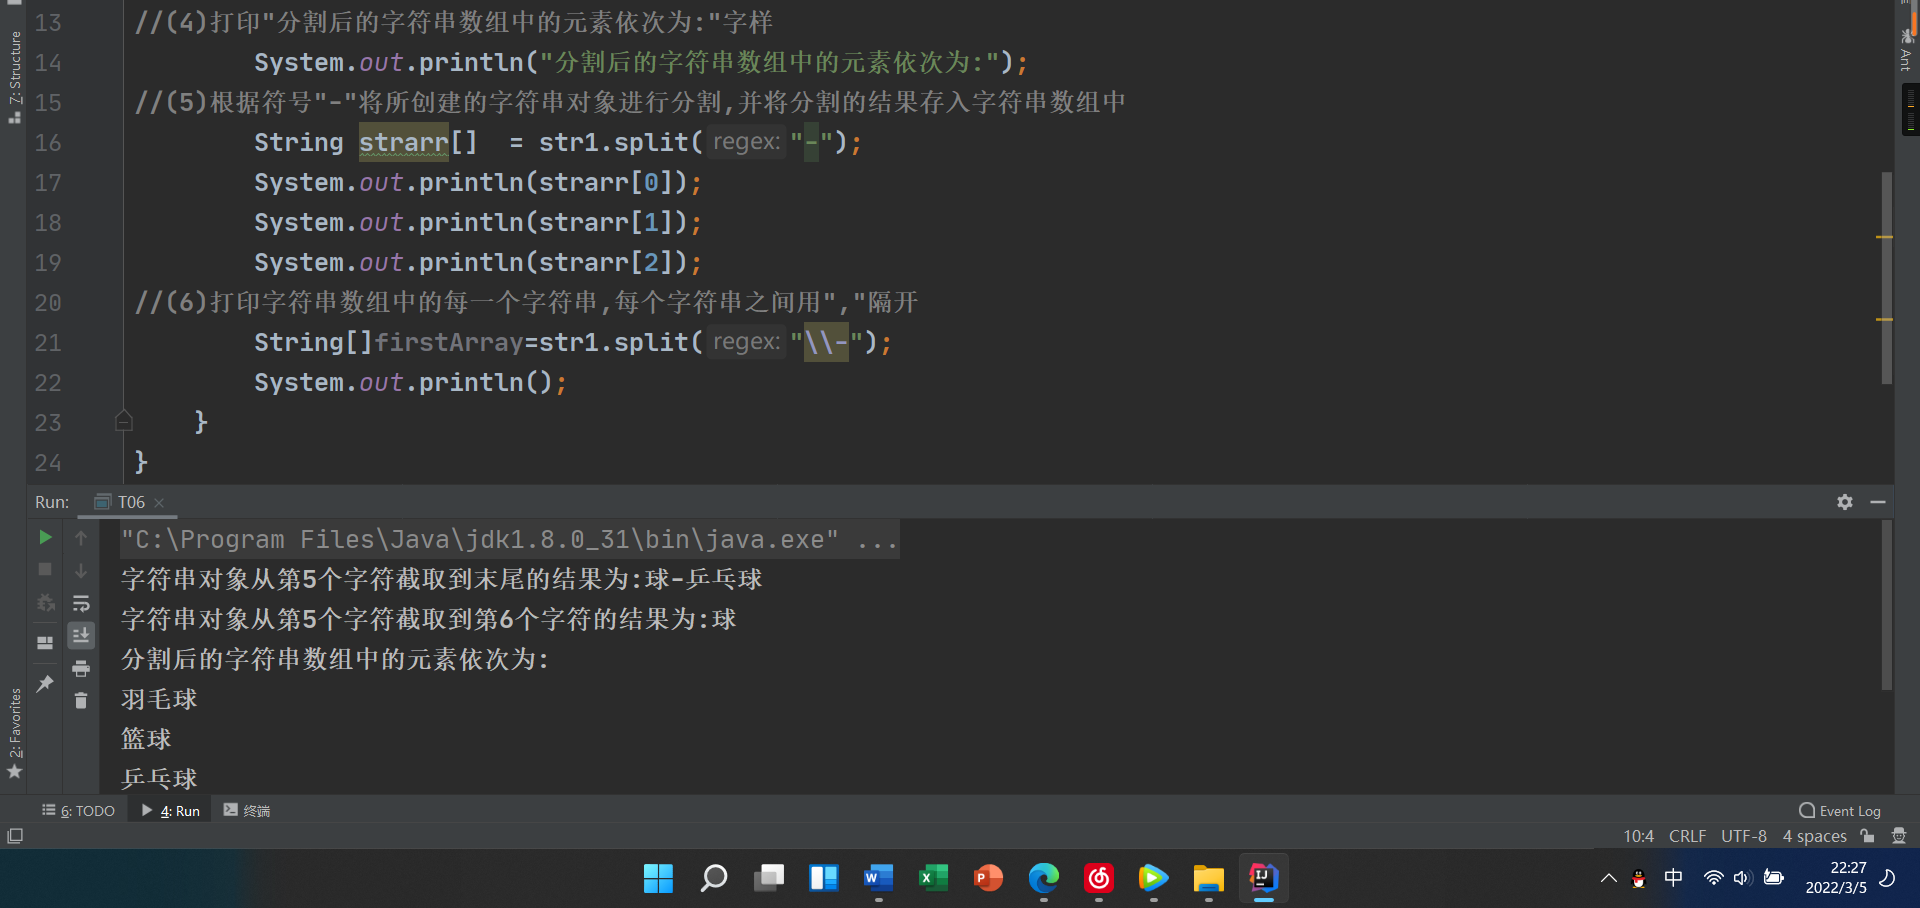 13 //(4)打印"分割后的字符串数组中的元素依次为:"字样
14 System.out.println("分割后的字符串数组中的元素依次为:");
15 //(5)根据符号"-"将所创建的字符串对象进行分割,并将分割的结果存入字符串数组中
16 String strarr[]  = str1.split( regex: "-");
17 System.out.println(strarr[0]);
18 System.out.println(strarr[1]);
19 System.out.println(strarr[2]);
20 //(6)打印字符串数组中的每一个字符串,每个字符串之间用","隔开
21 String[]firstArray=str1.split( regex: "\\-");
22 System.out.println();
23 }
24 }
7: Structure
Ant
Run: T06
"C:\Program Files\Java\jdk1.8.0_31\bin\java.exe" ...
字符串对象从第5个字符截取到末尾的结果为:球-乒乓球
字符串对象从第5个字符截取到第6个字符的结果为:球
分割后的字符串数组中的元素依次为:
羽毛球
篮球
乒乓球
2: Favorites
6: TODO 4: Run 终端 Event Log
10:4 CRLF UTF-8 4 spaces
W X P IJ 中 22:27
2022/3/5